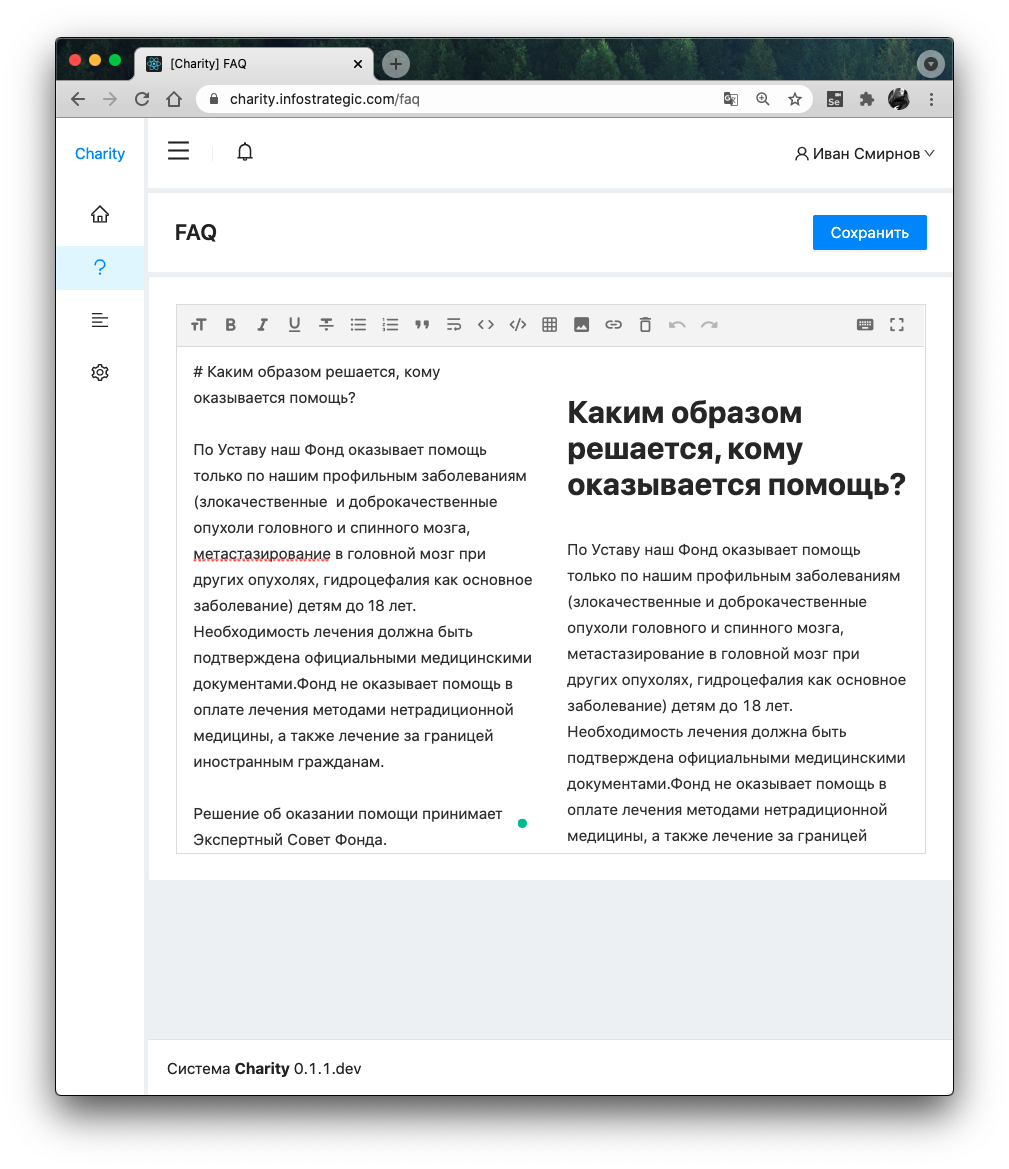 [Charity] FAQ
charity.infostrategic.com/faq
Se
Charity
Иван Смирнов
FAQ
Сохранить
# Каким образом решается, кому
оказывается помощь?
По Уставу наш Фонд оказывает помощь
только по нашим профильным заболеваниям
(злокачественные  и доброкачественные
опухоли головного и спинного мозга,
метастазирование в головной мозг при
других опухолях, гидроцефалия как основное
заболевание) детям до 18 лет.
Необходимость лечения должна быть
подтверждена официальными медицинскими
документами.Фонд не оказывает помощь в
оплате лечения методами нетрадиционной
медицины, а также лечение за границей
иностранным гражданам.
Решение об оказании помощи принимает
Экспертный Совет Фонда.
Каким образом
решается, кому
оказывается помощь?
По Уставу наш Фонд оказывает помощь
только по нашим профильным заболеваниям
(злокачественные и доброкачественные
опухоли головного и спинного мозга,
метастазирование в головной мозг при
других опухолях, гидроцефалия как основное
заболевание) детям до 18 лет.
Необходимость лечения должна быть
подтверждена официальными медицинскими
документами.Фонд не оказывает помощь в
оплате лечения методами нетрадиционной
медицины, а также лечение за границей
Система Charity 0.1.1.dev